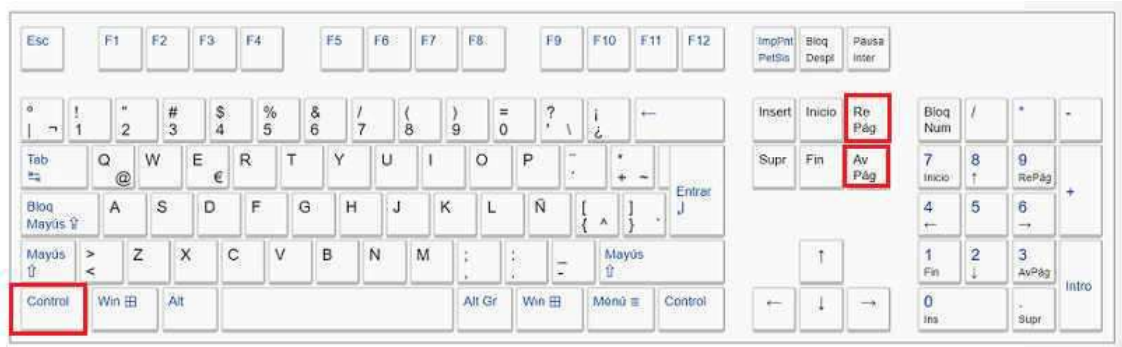 Esc F1 F2 F3 F4 F5 F6 F7 F8 F9 F10 F11 F12 ImpPnt Bloq Pausa
PetSis Despl Inter
° ! " # $ % & / ( ) = ? ¡ ← Insert Inicio Re Bloq / * -
| ¬ 1 2 3 4 5 6 7 8 9 0 ' \ ¿ Pág Num
Tab Q W E R T Y U I O P ¨ * Supr Fin Av 7 8 9
↹ @ € ´ + ~ Entrar Pág Inicio ↑ RePág +
Bloq A S D F G H J K L Ñ [ ] ┘ 4 5 6
Mayús ⇧ { ^ } ` ← →
Mayús > Z X C V B N M ; : _ Mayús ↑ 1 2 3
⇧ < , . - ⇧ Fin ↓ AvPág Intro
Control Win ⊞ Alt Alt Gr Win ⊞ Menú ≡ Control ← ↓ → 0 .
Ins Supr